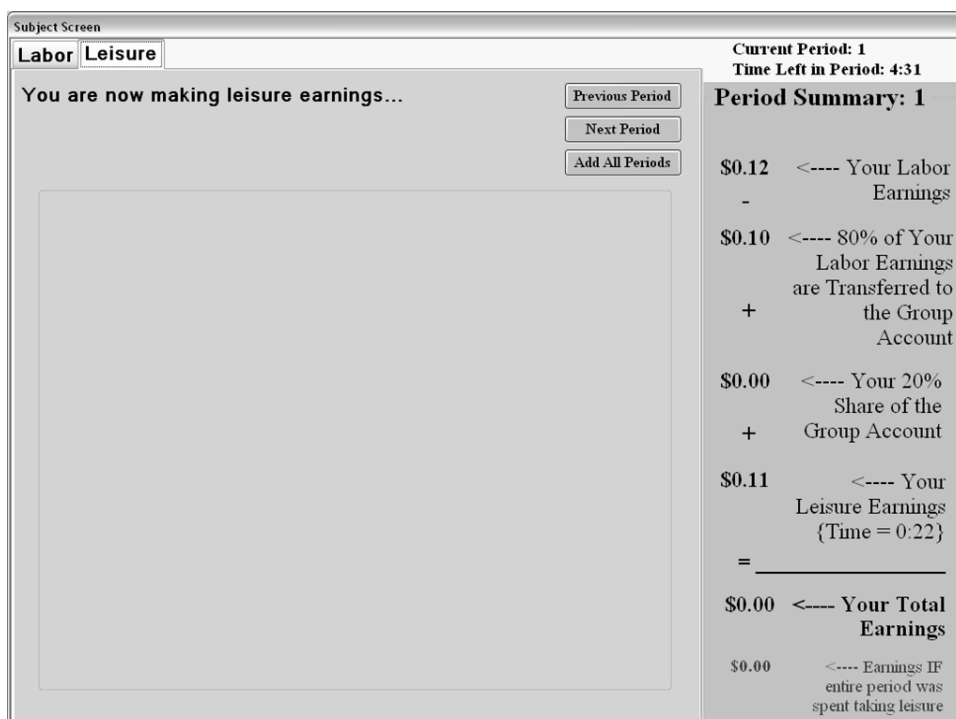 Subject Screen
Labor Leisure
Current Period: 1
Time Left in Period: 4:31
You are now making leisure earnings...
Previous Period
Next Period
Add All Periods
Period Summary: 1
$0.12 <---- Your Labor
Earnings
-
$0.10 <---- 80% of Your
Labor Earnings
are Transferred to
+ the Group
Account
$0.00 <---- Your 20%
Share of the
+ Group Account
$0.11 <---- Your
Leisure Earnings
{Time = 0:22}
=
$0.00 <---- Your Total
Earnings
$0.00 <---- Earnings IF
entire period was
spent taking leisure